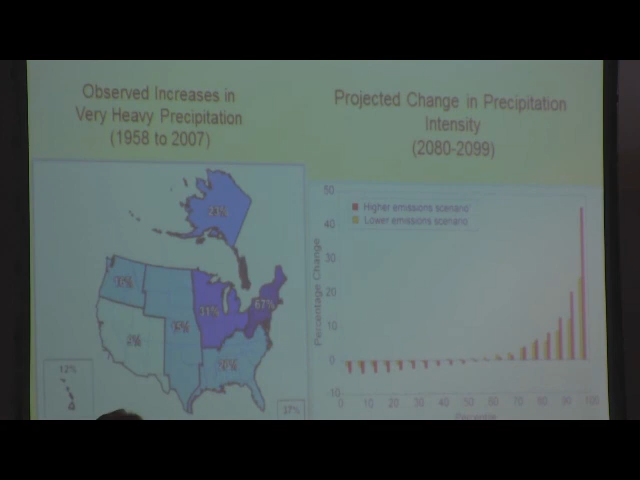 Observed Increases in
Very Heavy Precipitation
(1958 to 2007)
Projected Change in Precipitation
Intensity
(2080-2099)
23%
67%
31%
15%
20%
12%
37%
Higher emissions scenario
Lower emissions scenario
Percentage Change
50
40
30
20
10
0
-10
0 10 20 30 40 50 60 70 80 90 100